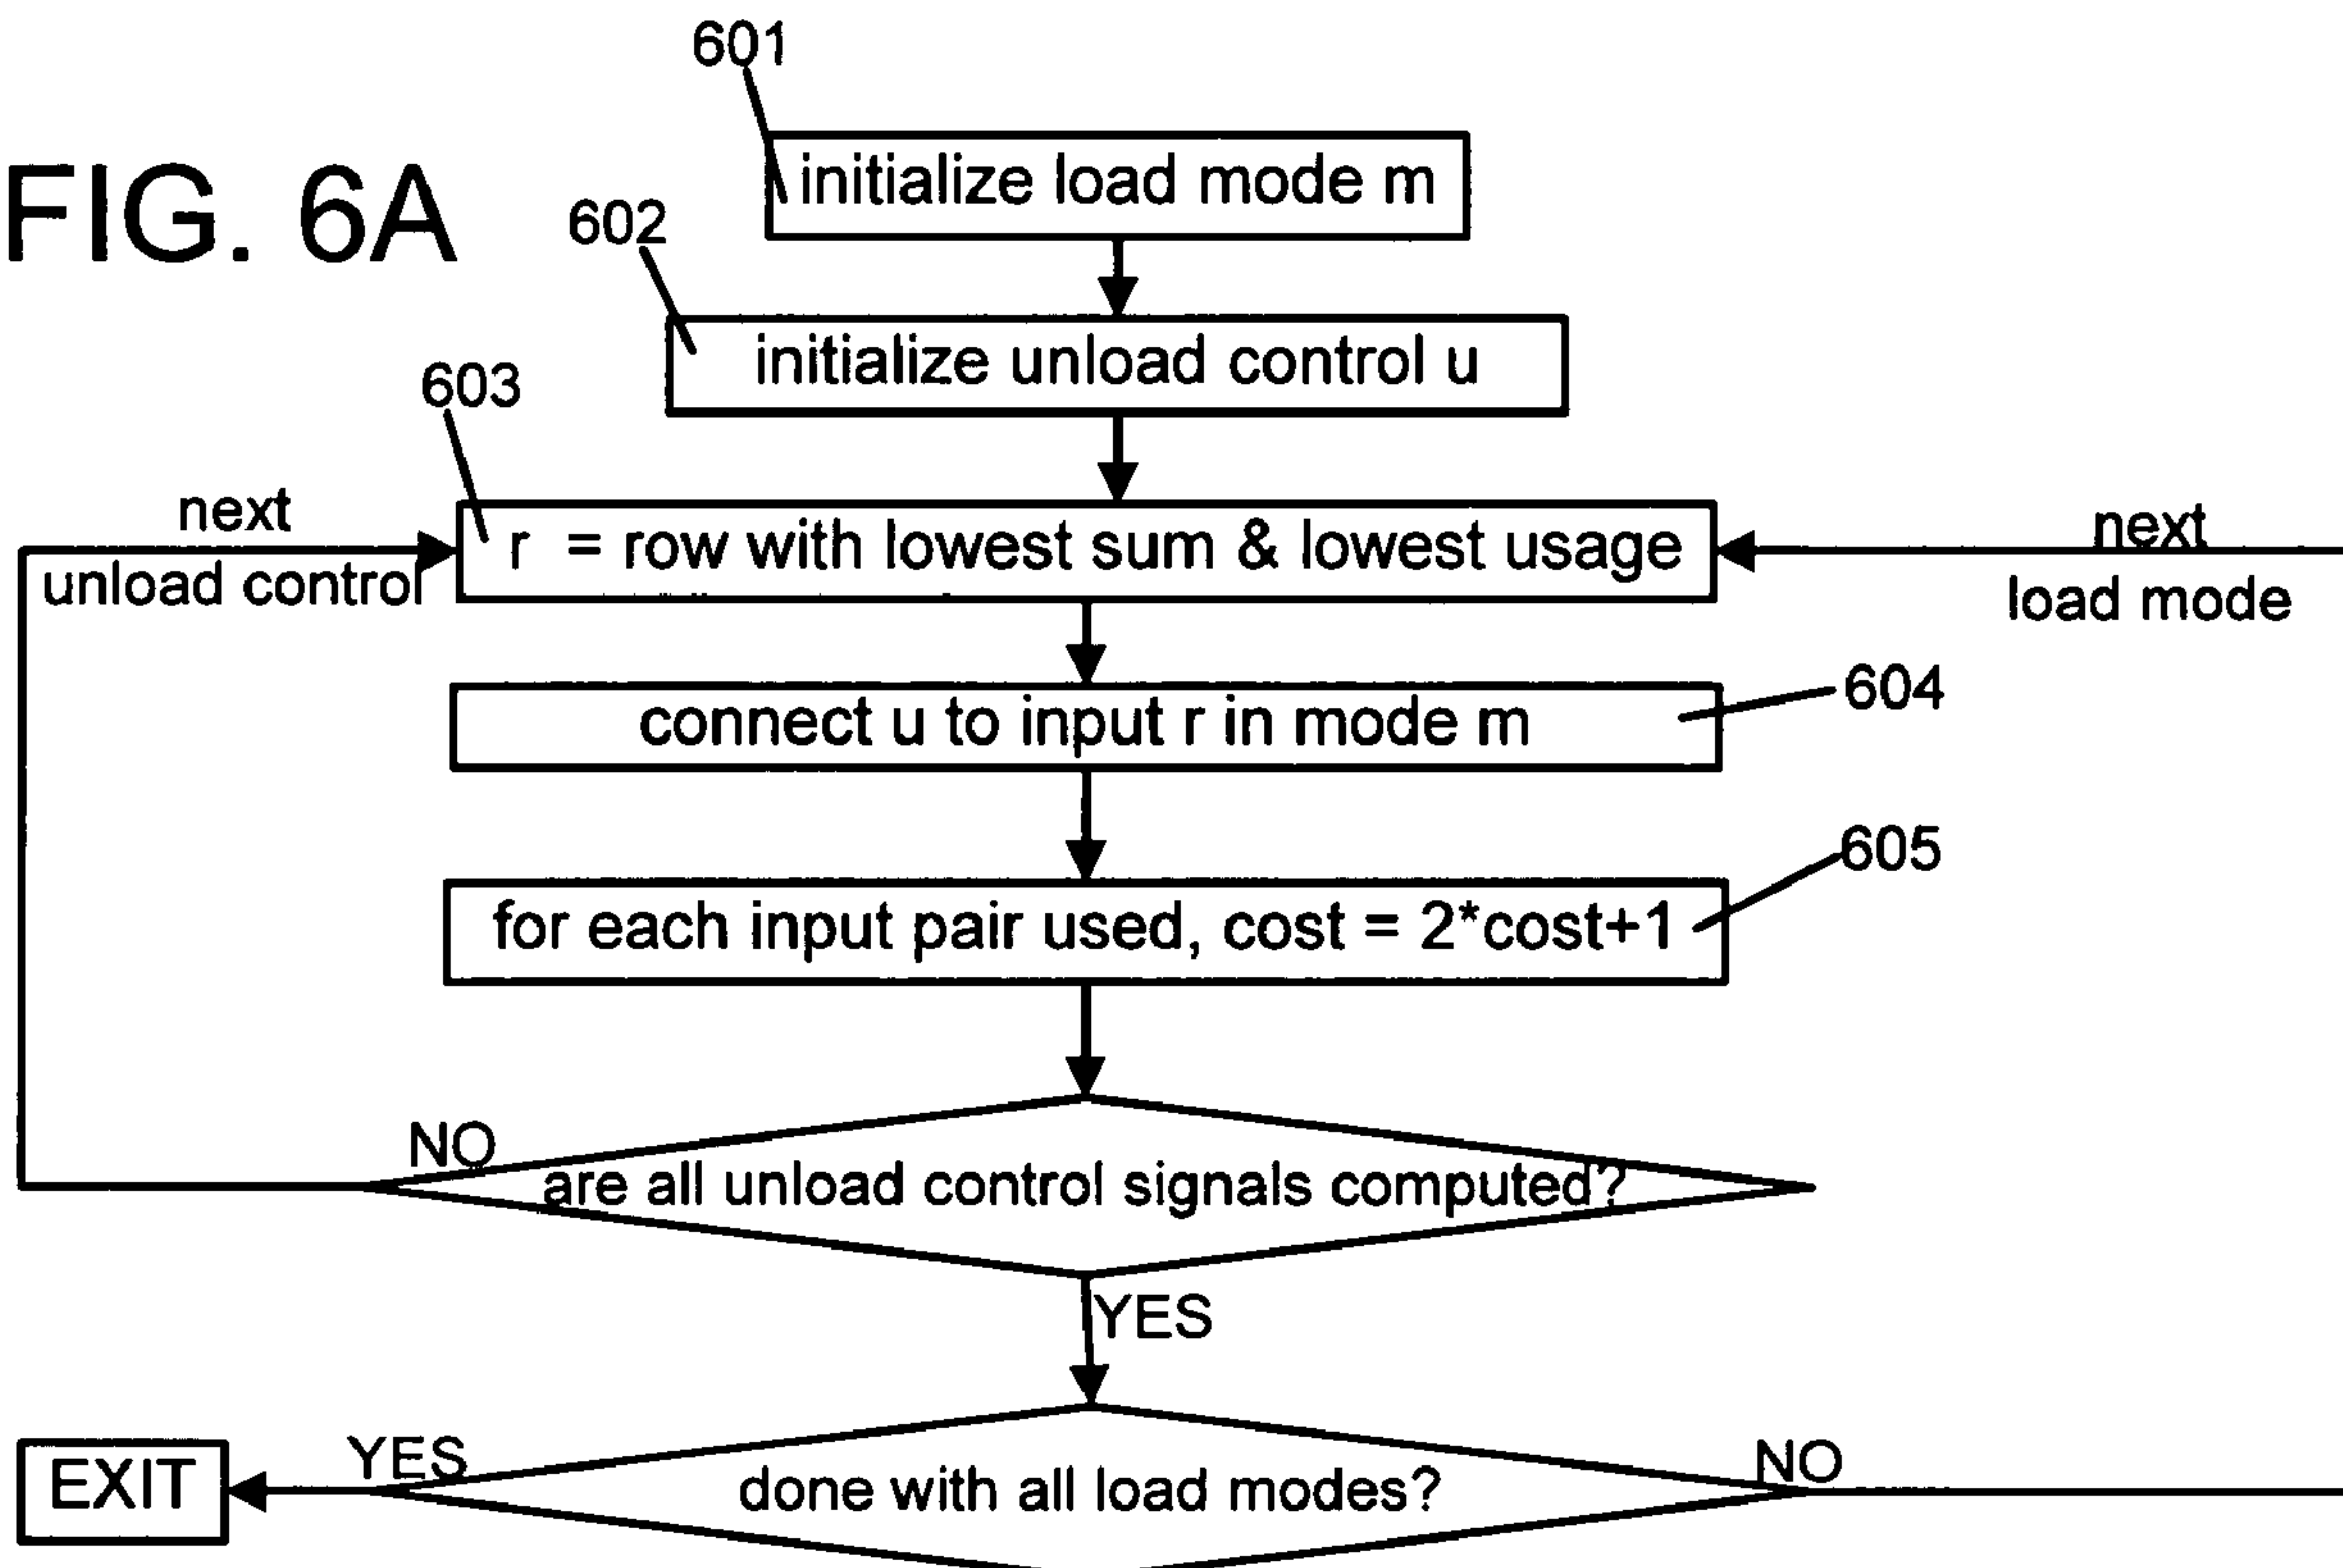 601
initialize load mode m
FIG. 6A
602
initialize unload control u
603
next
unload control
r = row with lowest sum & lowest usage
next
load mode
connect u to input r in mode m
604
for each input pair used, cost = 2*cost+1
605
NO
are all unload control signals computed?
YES
EXIT
YES
done with all load modes?
NO